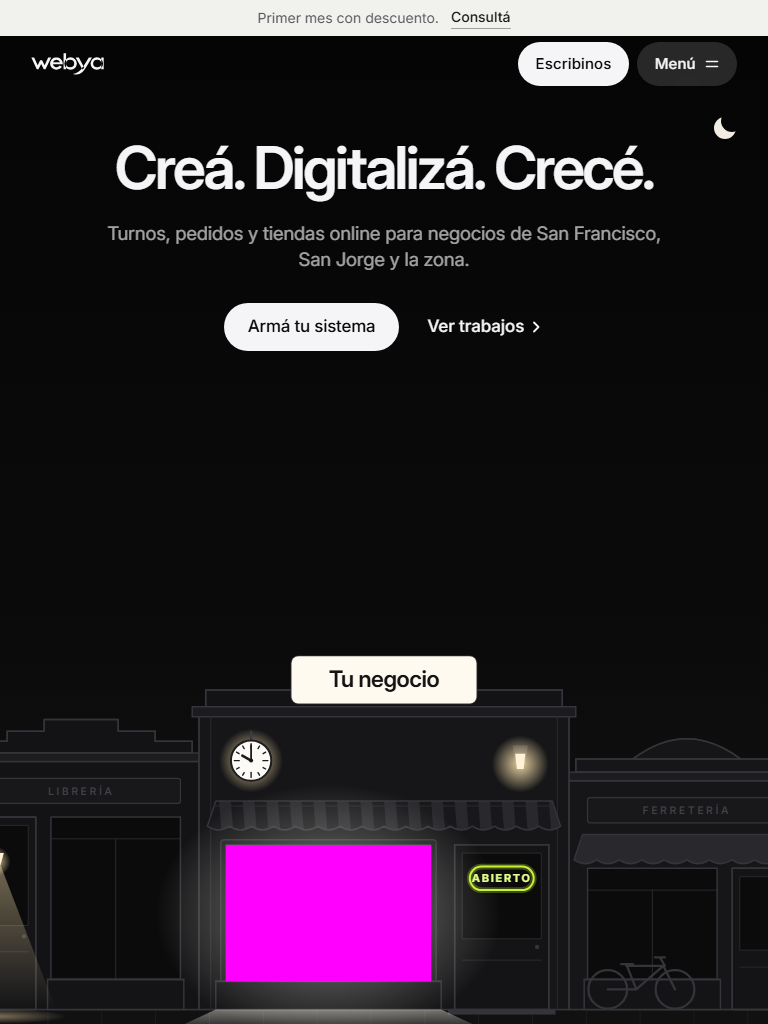 Primer mes con descuento. Consultá
webya
Escribinos
Menú
Creá. Digitalizá. Crecé.
Turnos, pedidos y tiendas online para negocios de San Francisco,
San Jorge y la zona.
Armá tu sistema
Ver trabajos
Tu negocio
LIBRERÍA
FERRETERÍA
ABIERTO